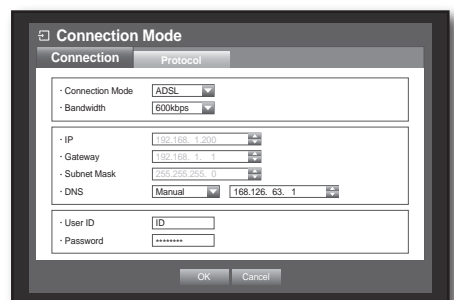 Connection Mode
Connection Protocol
· Connection Mode ADSL
· Bandwidth 600kbps
· IP 192.168. 1.200
· Gateway 192.168. 1. 1
· Subnet Mask 255.255.255. 0
· DNS Manual 168.126. 63. 1
· User ID ID
· Password ********
OK Cancel